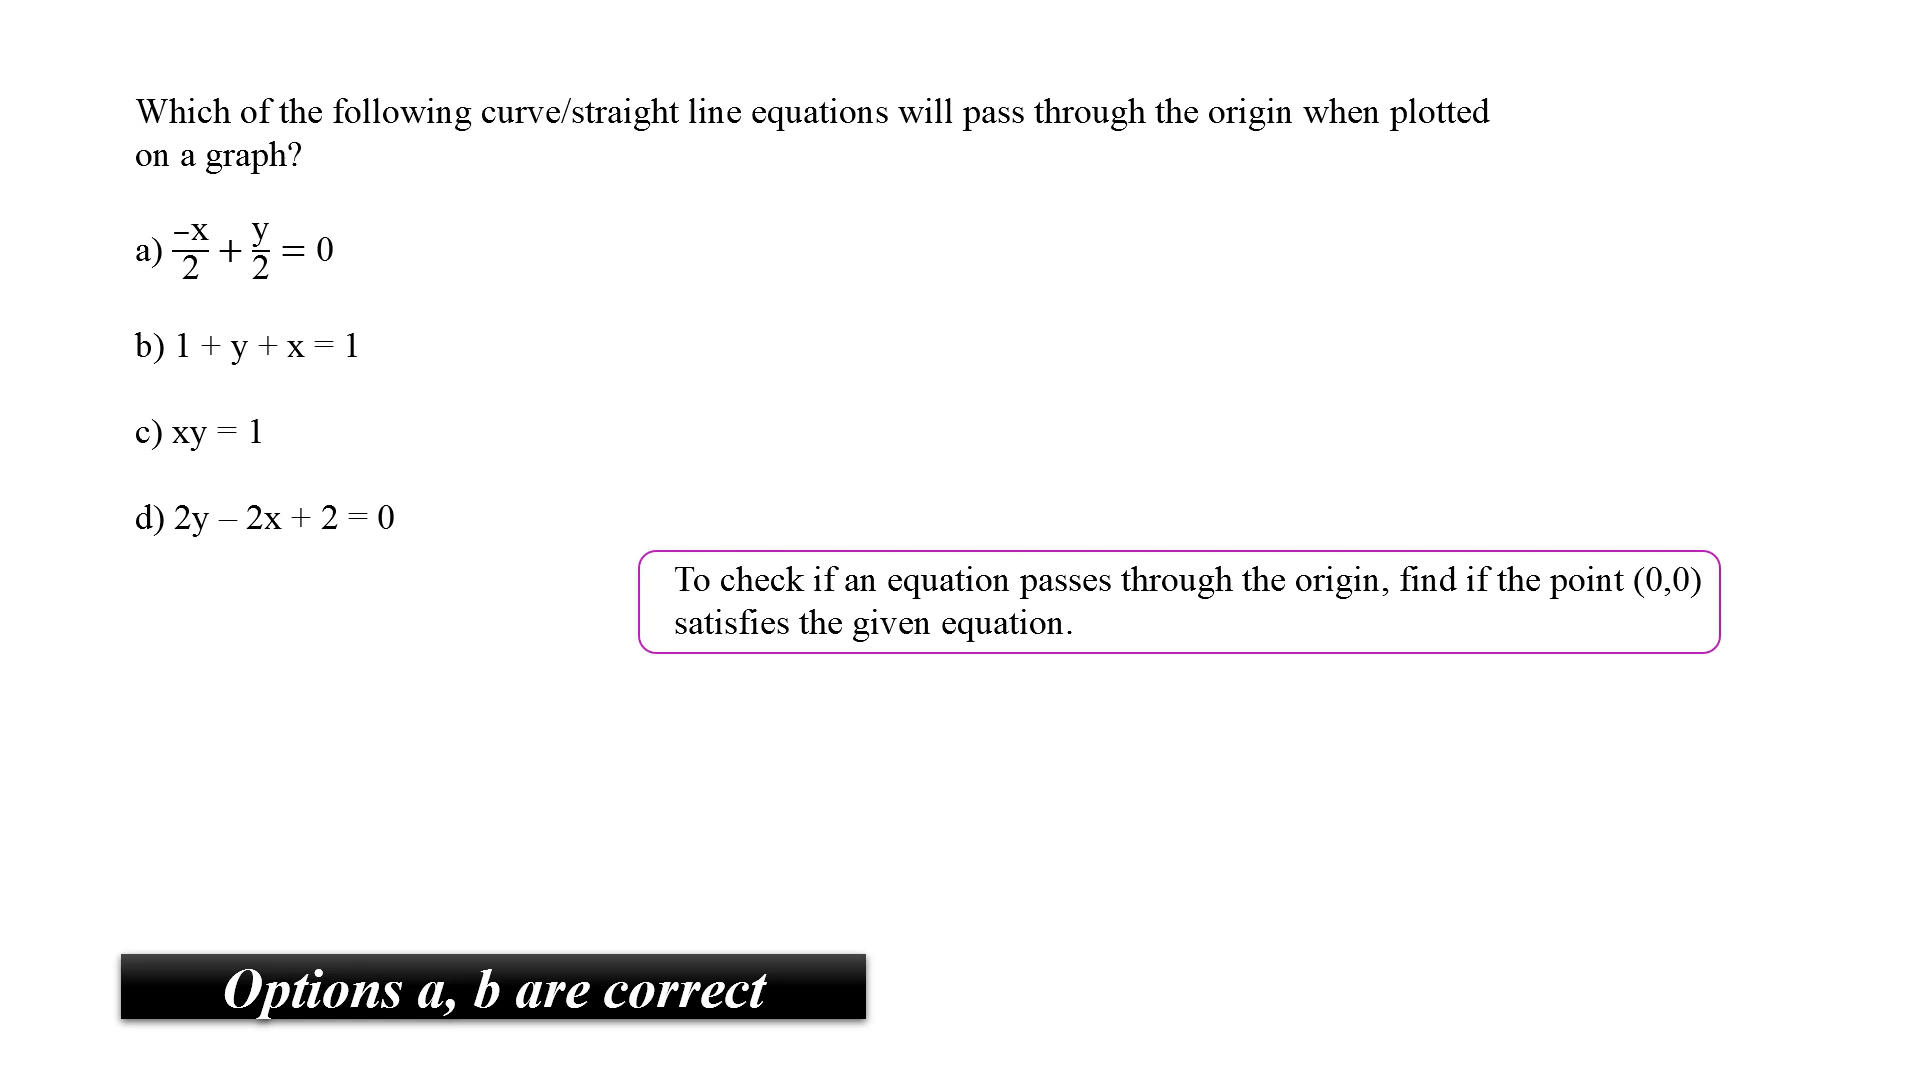 Which of the following curve/straight line equations will pass through the origin when plotted
on a graph?
a) −x/2 + y/2 = 0
b) 1 + y + x = 1
c) xy = 1
d) 2y – 2x + 2 = 0
To check if an equation passes through the origin, find if the point (0,0)
satisfies the given equation.
Options a, b are correct